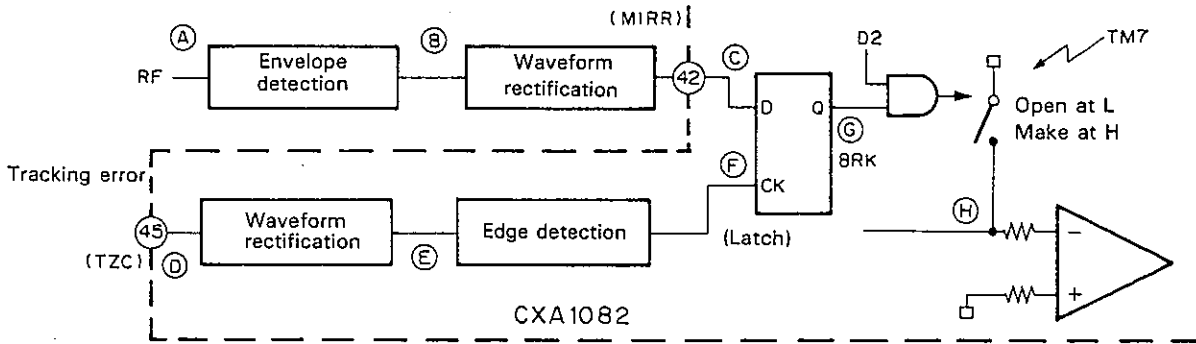 (MIRR)
A
B
RF
Envelope
detection
Waveform
rectification
42
C
D2
TM7
D
Q
G
8RK
Open at L
Make at H
Tracking error
F
CK
45
(TZC)
D
Waveform
rectification
E
Edge detection
(Latch)
H
−
+
CXA1082